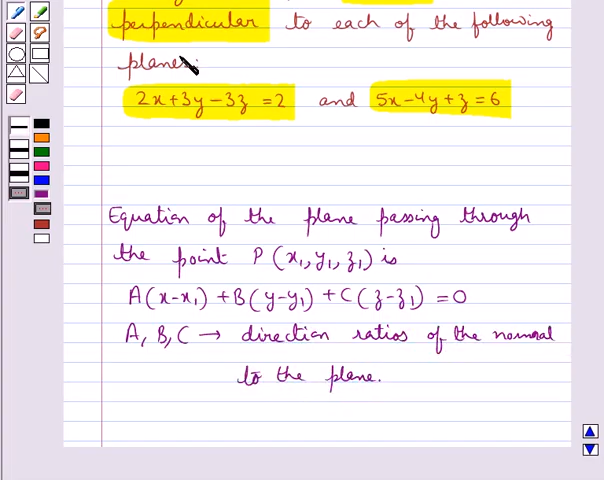 perpendicular to each of the following
planes:
2x+3y-3z =2 and 5x-4y+z=6
Equation of the plane passing through
the point P (x₁, y₁, z₁) is
A(x-x₁) +B(y-y₁) +C(z-z₁) =0
A, B, C → direction ratios of the normal
to the plane.